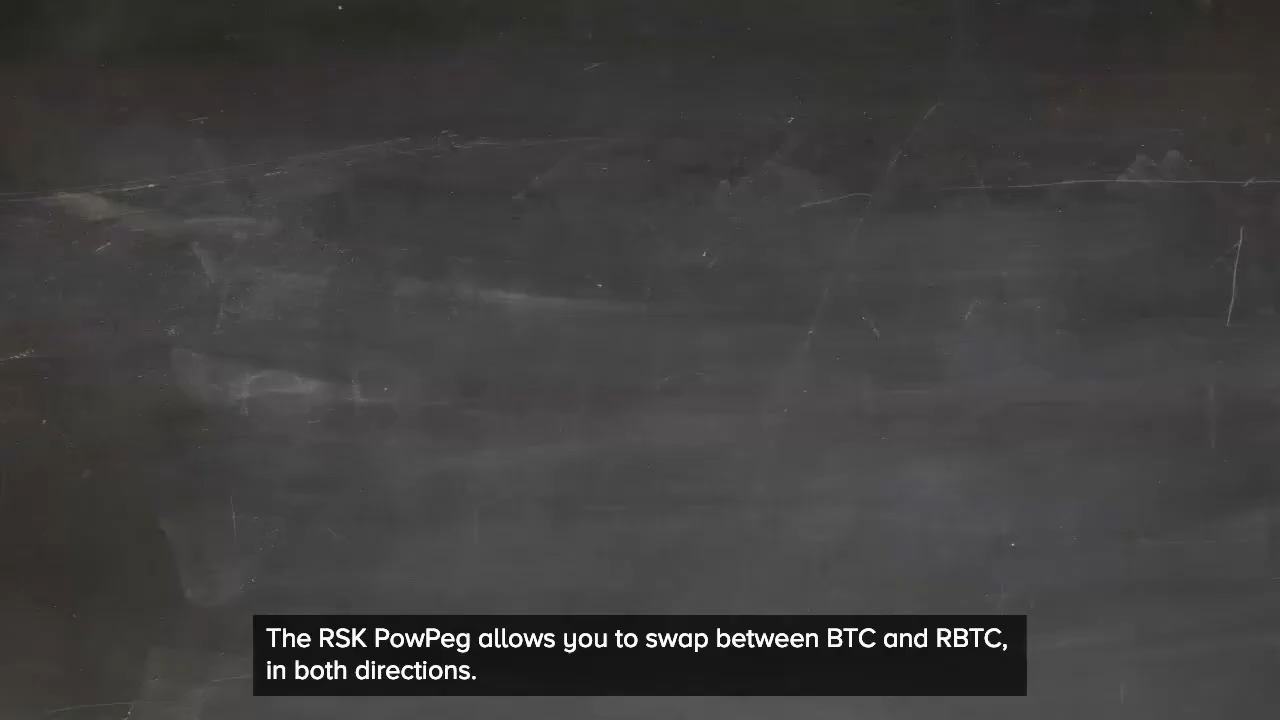 The RSK PowPeg allows you to swap between BTC and RBTC,
in both directions.